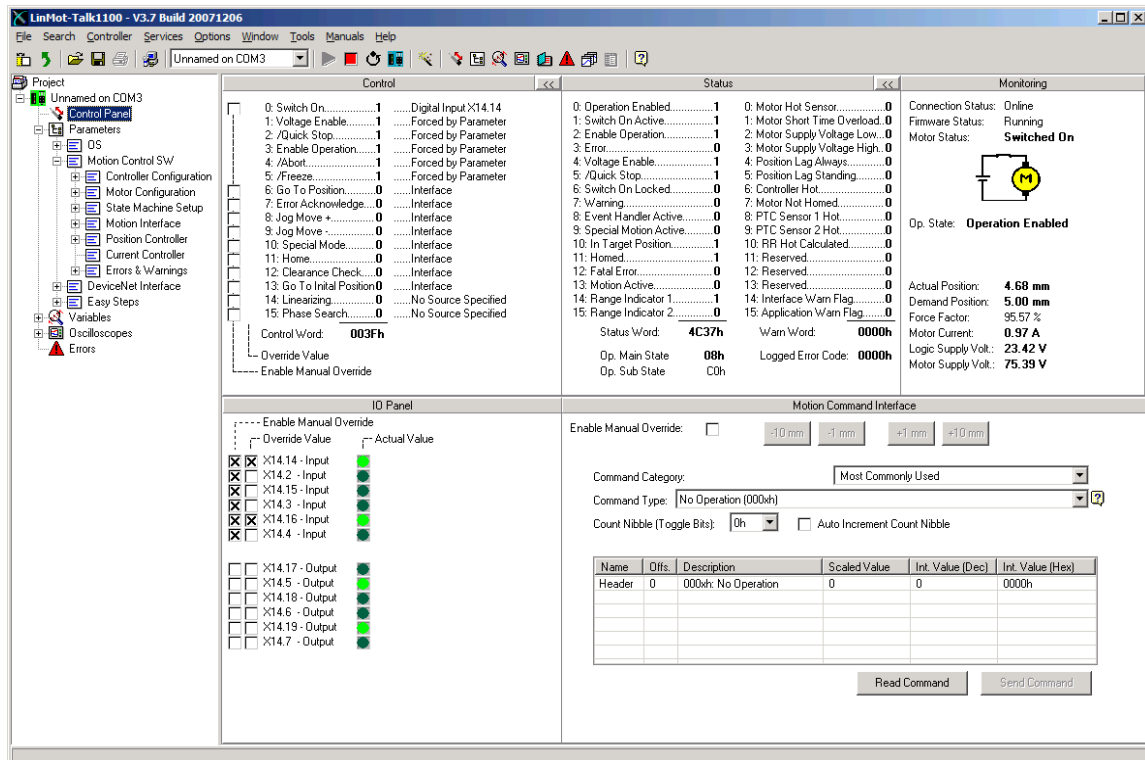 LinMot-Talk1100 - V3.7 Build 20071206
File Search Controller Services Options Window Tools Manuals Help
Unnamed on COM3
Project
Unnamed on COM3
Control Panel
Parameters
OS
Motion Control SW
Controller Configuration
Motor Configuration
State Machine Setup
Motion Interface
Position Controller
Current Controller
Errors & Warnings
DeviceNet Interface
Easy Steps
Variables
Oscilloscopes
Errors
Control <<
0: Switch On................1 ......Digital Input X14.14
1: Voltage Enable..........1 ......Forced by Parameter
2: /Quick Stop..............1 ......Forced by Parameter
3: Enable Operation.......1 ......Forced by Parameter
4: /Abort.....................1 ......Forced by Parameter
5: /Freeze...................1 ......Forced by Parameter
6: Go To Position..........0 ......Interface
7: Error Acknowledge....0 ......Interface
8: Jog Move +.............0 ......Interface
9: Jog Move -..............0 ......Interface
10: Special Mode.........0 ......Interface
11: Home....................0 ......Interface
12: Clearance Check.....0 ......Interface
13: Go To Inital Position0 ......Interface
14: Linearizing.............0 ......No Source Specified
15: Phase Search.........0 ......No Source Specified
Control Word: 003Fh
Override Value
Enable Manual Override
Status <<
0: Operation Enabled............1
1: Switch On Active..............1
2: Enable Operation..............1
3: Error..............................0
4: Voltage Enable.................1
5: /Quick Stop.....................1
6: Switch On Locked.............0
7: Warning..........................0
8: Event Handler Active.........0
9: Special Motion Active........0
10: In Target Position............1
11: Homed..........................1
12: Fatal Error......................0
13: Motion Active..................0
14: Range Indicator 1............1
15: Range Indicator 2............0
Status Word: 4C37h
Op. Main State 08h
Op. Sub State C0h
0: Motor Hot Sensor...............0
1: Motor Short Time Overload..0
2: Motor Supply Voltage Low...0
3: Motor Supply Voltage High..0
4: Position Lag Always...........0
5: Position Lag Standing.........0
6: Controller Hot....................0
7: Motor Not Homed..............0
8: PTC Sensor 1 Hot..............0
9: PTC Sensor 2 Hot..............0
10: RR Hot Calculated...........0
11: Reserved........................0
12: Reserved........................0
13: Reserved........................0
14: Interface Warn Flag..........0
15: Application Warn Flag.......0
Warn Word: 0000h
Logged Error Code: 0000h
Monitoring
Connection Status: Online
Firmware Status: Running
Motor Status: Switched On
M
Op. State: Operation Enabled
Actual Position: 4.68 mm
Demand Position: 5.00 mm
Force Factor: 95.57 %
Motor Current: 0.97 A
Logic Supply Volt.: 23.42 V
Motor Supply Volt.: 75.39 V
IO Panel
Enable Manual Override
Override Value Actual Value
X14.14 - Input
X14.2 - Input
X14.15 - Input
X14.3 - Input
X14.16 - Input
X14.4 - Input
X14.17 - Output
X14.5 - Output
X14.18 - Output
X14.6 - Output
X14.19 - Output
X14.7 - Output
Motion Command Interface
Enable Manual Override: -10 mm -1 mm +1 mm +10 mm
Command Category: Most Commonly Used
Command Type: No Operation (000xh)
Count Nibble (Toggle Bits): 0h Auto Increment Count Nibble
Name Offs. Description Scaled Value Int. Value (Dec) Int. Value (Hex)
Header 0 000xh: No Operation 0 0 0000h
Read Command Send Command